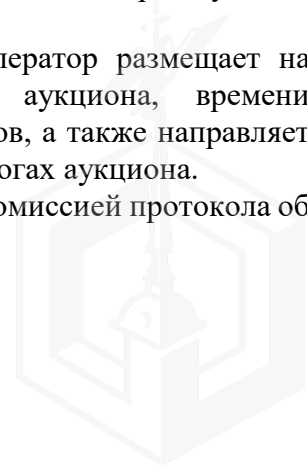 ператор размещает на
аукциона, времени
ов, а также направляет
огах аукциона.
омиссией протокола об